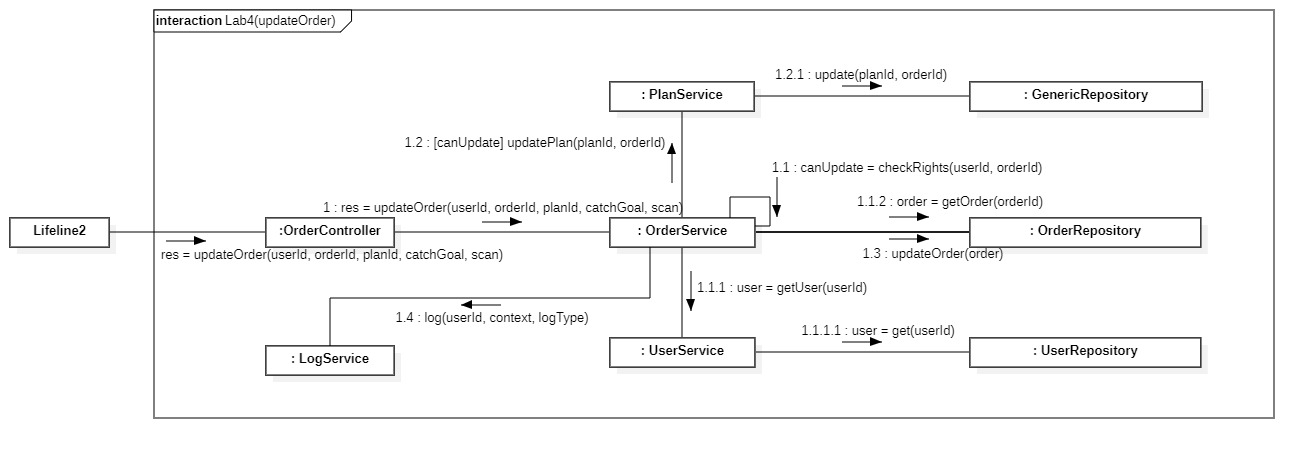 interaction Lab4(updateOrder)
1.2.1 : update(planId, orderId)
: PlanService
: GenericRepository
1.2 : [canUpdate] updatePlan(planId, orderId)
1.1 : canUpdate = checkRights(userId, orderId)
1 : res = updateOrder(userId, orderId, planId, catchGoal, scan)
1.1.2 : order = getOrder(orderId)
Lifeline2
:OrderController
: OrderService
: OrderRepository
res = updateOrder(userId, orderId, planId, catchGoal, scan)
1.3 : updateOrder(order)
1.1.1 : user = getUser(userId)
1.4 : log(userId, context, logType)
1.1.1.1 : user = get(userId)
: LogService
: UserService
: UserRepository